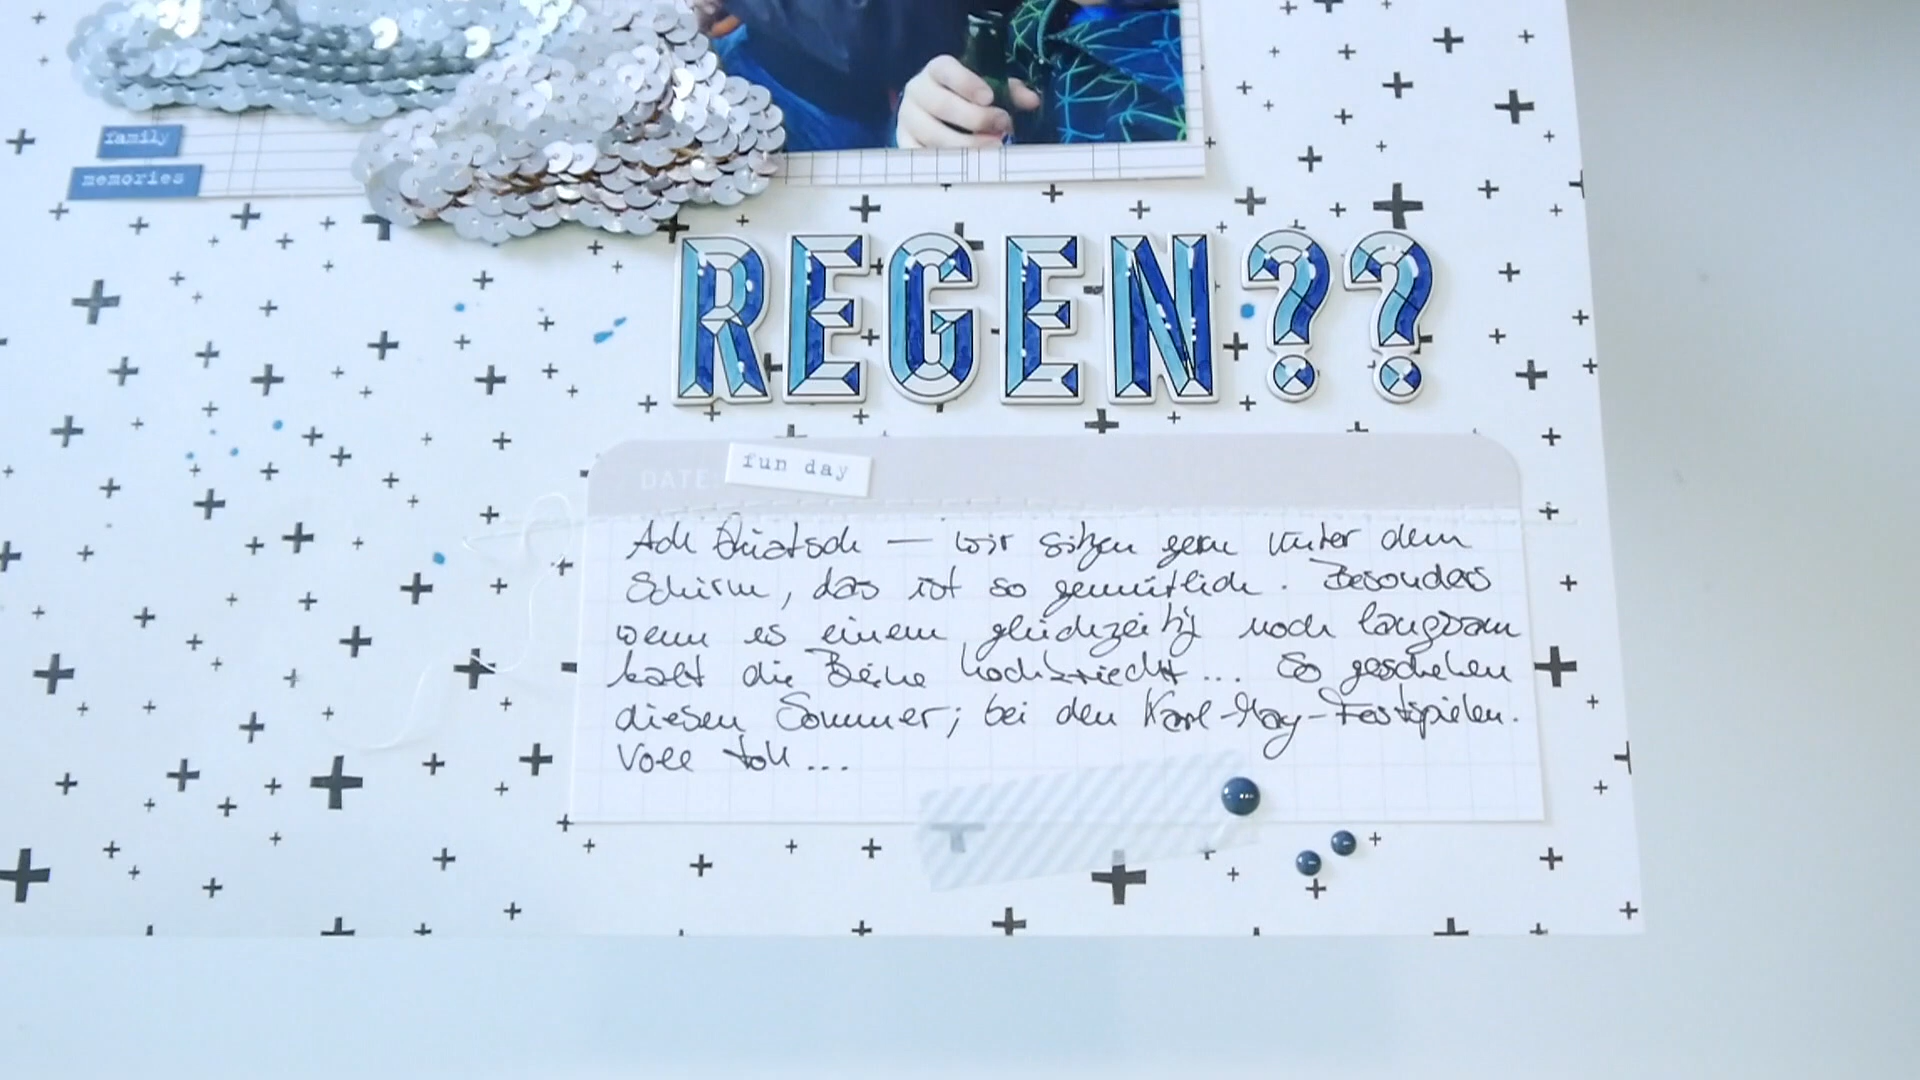 family
memories
REGEN??
DATE: fun day
Ach Quatsch — wir sitzen gern unter dem
Schirm, das ist so gemütlich. Besonders
wenn es einem gleichzeitig noch langsam
kalt die Beine hochkriecht... So geschehen
diesen Sommer, bei den Karl-May-Festspielen.
Voll toll...